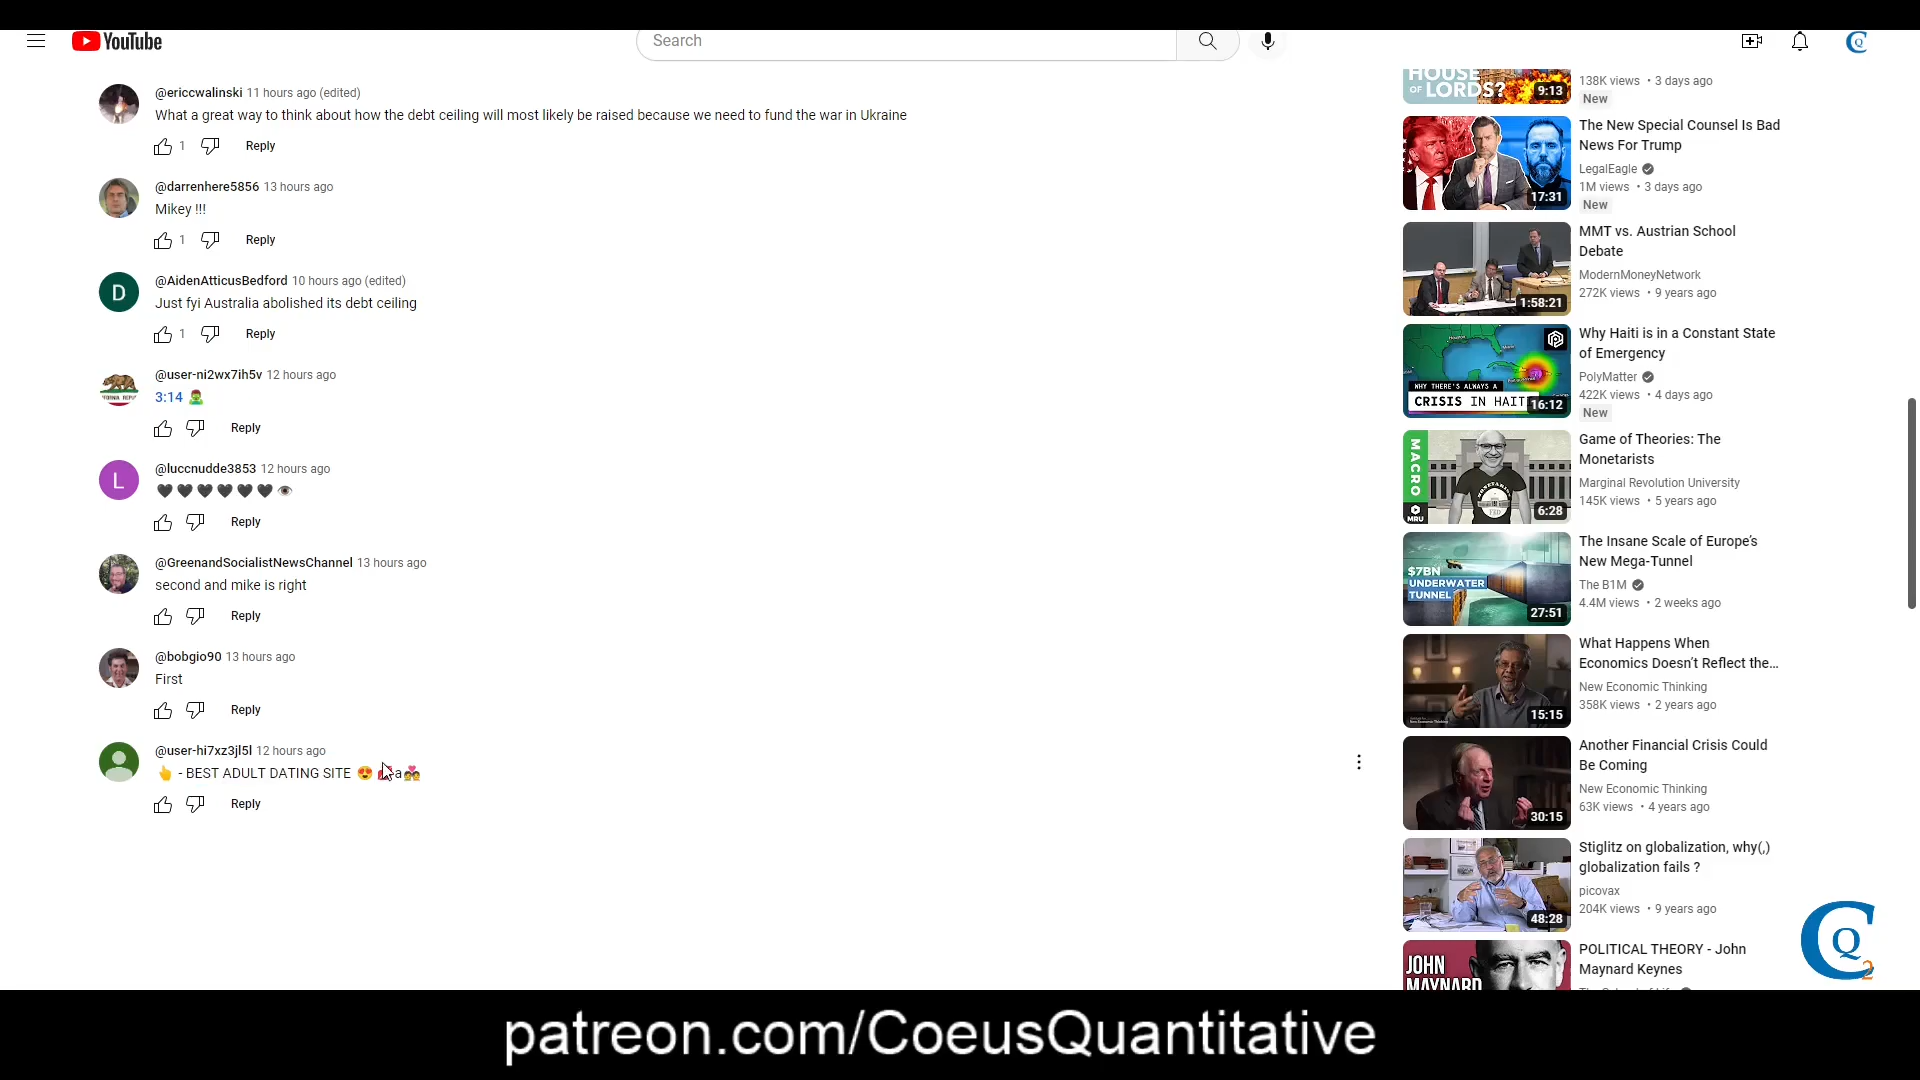 YouTube
Search
@ericcwalinski 11 hours ago (edited)
What a great way to think about how the debt ceiling will most likely be raised because we need to fund the war in Ukraine
1 Reply
@darrenhere5856 13 hours ago
Mikey !!!
1 Reply
@AidenAtticusBedford 10 hours ago (edited)
D
Just fyi Australia abolished its debt ceiling
1 Reply
@user-ni2wx7ih5v 12 hours ago
3:14 🧟‍♂️
Reply
@luccnudde3853 12 hours ago
L
🖤🖤🖤🖤🖤🖤👁
Reply
@GreenandSocialistNewsChannel 13 hours ago
second and mike is right
Reply
@bobgio90 13 hours ago
First
Reply
@user-hi7xz3jl5l 12 hours ago
👆 - BEST ADULT DATING SITE 😍 a💑
Reply
HOUSE
OF LORDS?
9:13
138K views • 3 days ago
New
17:31
The New Special Counsel Is Bad
News For Trump
LegalEagle
1M views • 3 days ago
New
1:58:21
MMT vs. Austrian School
Debate
ModernMoneyNetwork
272K views • 9 years ago
WHY THERE'S ALWAYS A
CRISIS IN HAITI
16:12
Why Haiti is in a Constant State
of Emergency
PolyMatter
422K views • 4 days ago
New
MACRO
MRU
6:28
Game of Theories: The
Monetarists
Marginal Revolution University
145K views • 5 years ago
$7BN
UNDERWATER
TUNNEL
27:51
The Insane Scale of Europe's
New Mega-Tunnel
The B1M
4.4M views • 2 weeks ago
15:15
What Happens When
Economics Doesn't Reflect the...
New Economic Thinking
358K views • 2 years ago
30:15
Another Financial Crisis Could
Be Coming
New Economic Thinking
63K views • 4 years ago
48:28
Stiglitz on globalization, why(,)
globalization fails ?
picovax
204K views • 9 years ago
JOHN
MAYNARD
POLITICAL THEORY - John
Maynard Keynes
CQ2
patreon.com/CoeusQuantitative